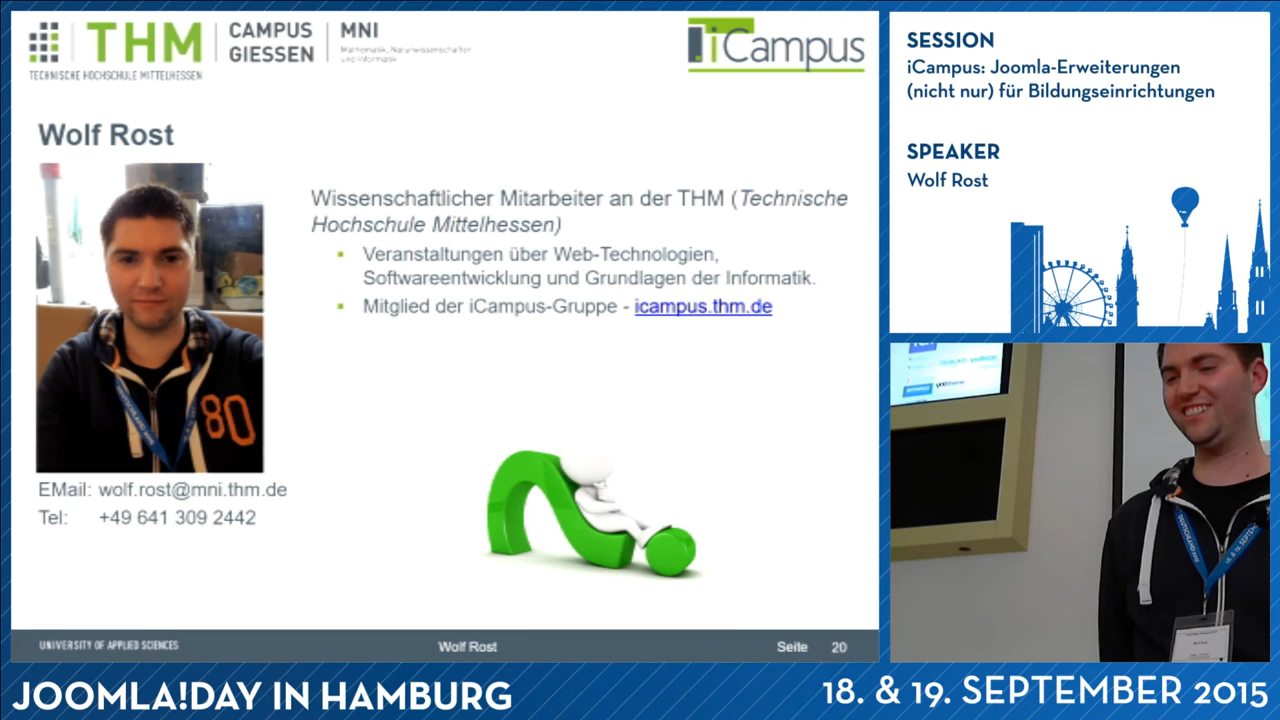 THM
CAMPUS
GIESSEN
MNI
Mathematik, Naturwissenschaften
und Informatik
TECHNISCHE HOCHSCHULE MITTELHESSEN
iCampus
Wolf Rost
80
Wissenschaftlicher Mitarbeiter an der THM (Technische
Hochschule Mittelhessen)
Veranstaltungen über Web-Technologien,
Softwareentwicklung und Grundlagen der Informatik.
Mitglied der iCampus-Gruppe - icampus.thm.de
EMail: wolf.rost@mni.thm.de
Tel: +49 641 309 2442
UNIVERSITY OF APPLIED SCIENCES
Wolf Rost
Seite 20
SESSION
iCampus: Joomla-Erweiterungen
(nicht nur) für Bildungseinrichtungen
SPEAKER
Wolf Rost
JOOMLA!DAY IN HAMBURG
18. & 19. SEPTEMBER 2015